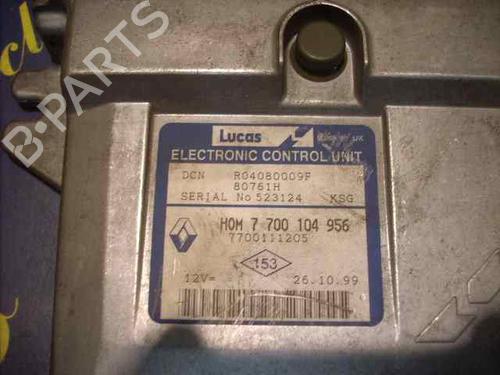 B-PARTS
Lucas
ELECTRONIC CONTROL UNIT
DCN R04080009F
80761H
SERIAL No 523124 KSG
HOM 7 700 104 956
7700111205
153
12V= 26.10.99